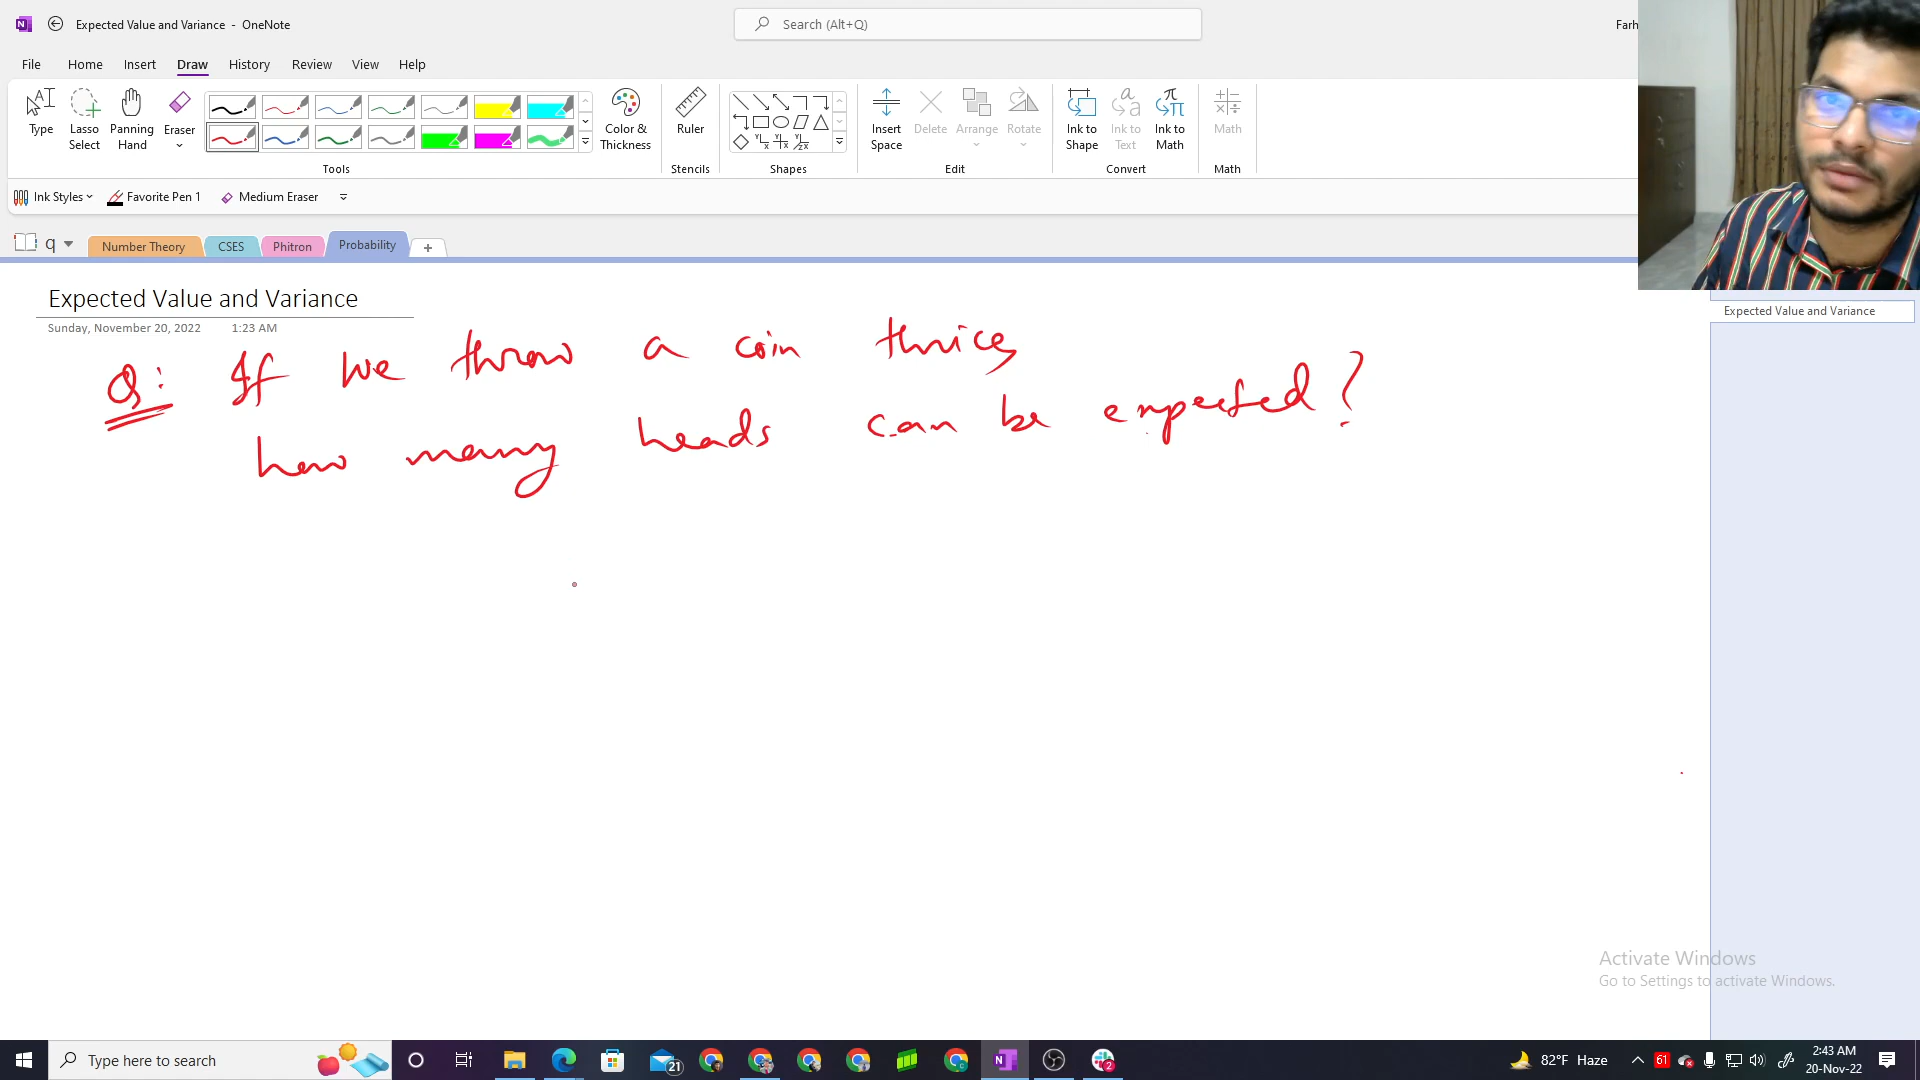 Expected Value and Variance - OneNote
Search (Alt+Q)
Farh
File Home Insert Draw History Review View Help
Type
Lasso Select
Panning Hand
Eraser
Color & Thickness
Ruler
Insert Space
Delete
Arrange
Rotate
Ink to Shape
Ink to Text
Ink to Math
Math
Tools
Stencils
Shapes
Edit
Convert
Math
Ink Styles Favorite Pen 1 Medium Eraser
q Number Theory CSES Phitron Probability +
Expected Value and Variance
Sunday, November 20, 2022 1:23 AM
Expected Value and Variance
Q: If we throw a coin thrice,
how many heads can be expected?
Activate Windows
Go to Settings to activate Windows.
Type here to search
21
2
82°F Haze
61
2:43 AM
20-Nov-22